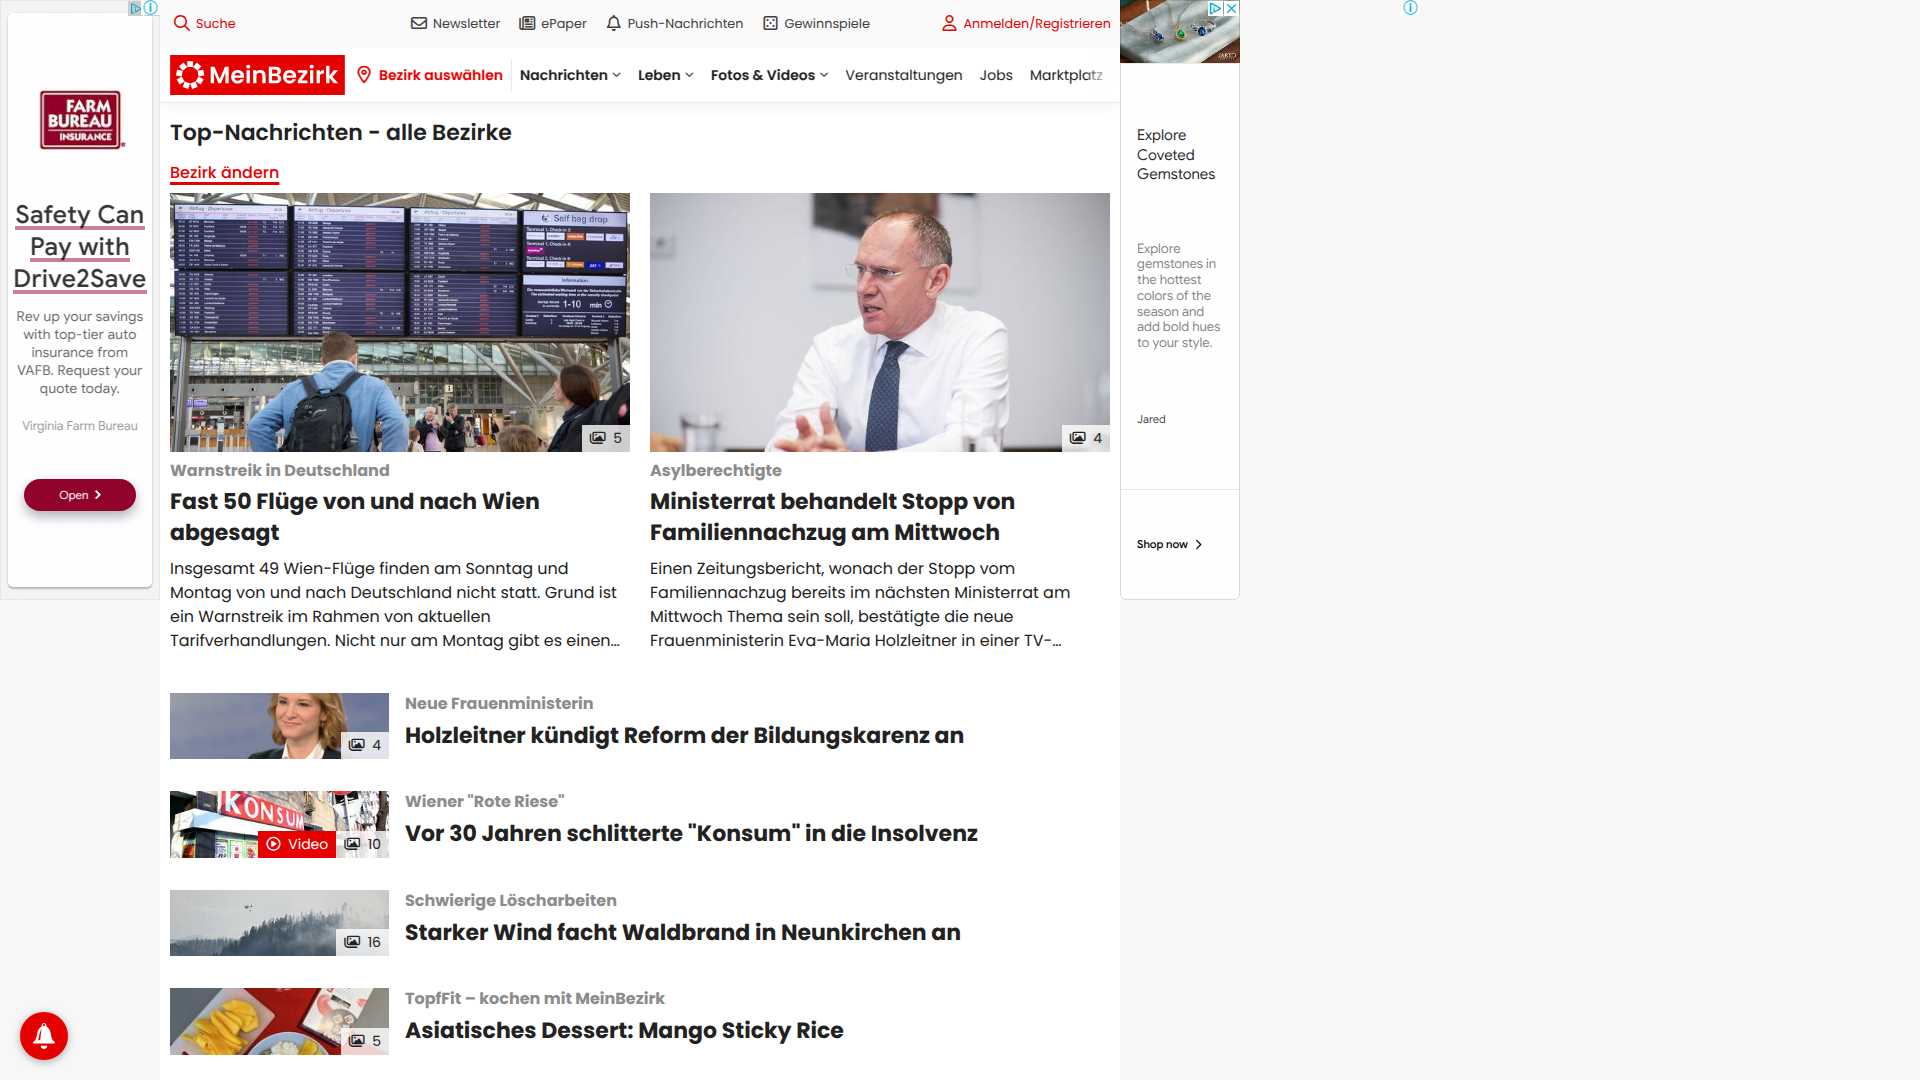 Suche
Newsletter
ePaper
Push-Nachrichten
Gewinnspiele
Anmelden/Registrieren
MeinBezirk
Bezirk auswählen
Nachrichten
Leben
Fotos & Videos
Veranstaltungen
Jobs
Marktplatz
FARM
BUREAU
INSURANCE
Safety Can
Pay with
Drive2Save
Rev up your savings
with top-tier auto
insurance from
VAFB. Request your
quote today.
Virginia Farm Bureau
Open
Top-Nachrichten - alle Bezirke
Bezirk ändern
Self bag drop
1-10 min
5
Warnstreik in Deutschland
Fast 50 Flüge von und nach Wien
abgesagt
Insgesamt 49 Wien-Flüge finden am Sonntag und
Montag von und nach Deutschland nicht statt. Grund ist
ein Warnstreik im Rahmen von aktuellen
Tarifverhandlungen. Nicht nur am Montag gibt es einen...
4
Asylberechtigte
Ministerrat behandelt Stopp von
Familiennachzug am Mittwoch
Einen Zeitungsbericht, wonach der Stopp vom
Familiennachzug bereits im nächsten Ministerrat am
Mittwoch Thema sein soll, bestätigte die neue
Frauenministerin Eva-Maria Holzleitner in einer TV-...
4
Neue Frauenministerin
Holzleitner kündigt Reform der Bildungskarenz an
KONSUM
Video
10
Wiener "Rote Riese"
Vor 30 Jahren schlitterte "Konsum" in die Insolvenz
16
Schwierige Löscharbeiten
Starker Wind facht Waldbrand in Neunkirchen an
5
TopfFit – kochen mit MeinBezirk
Asiatisches Dessert: Mango Sticky Rice
JARED
Explore
Coveted
Gemstones
Explore
gemstones in
the hottest
colors of the
season and
add bold hues
to your style.
Jared
Shop now